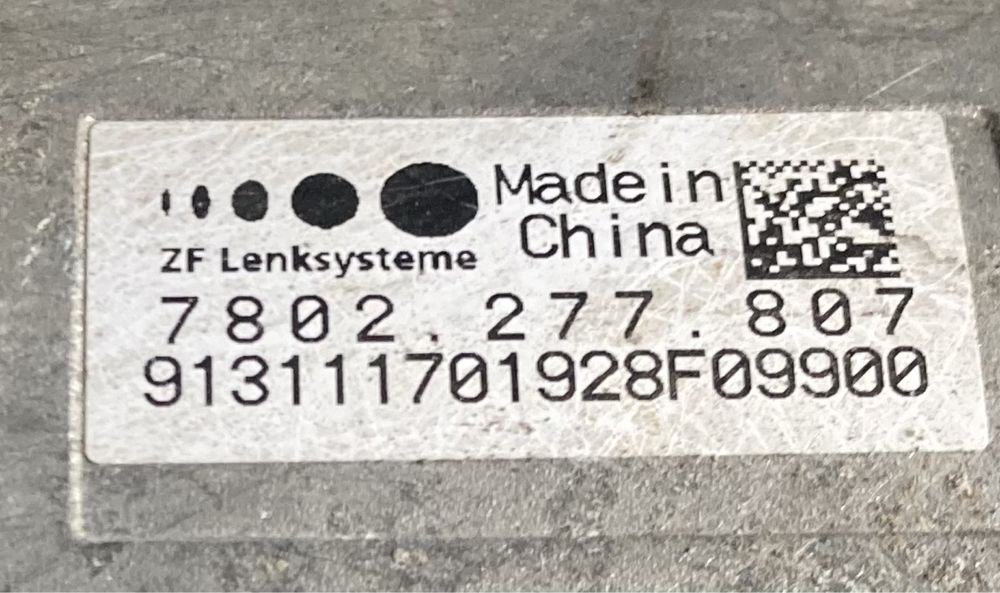 Made in
China
ZF Lenksysteme
7802.277.807
913111701928F09900